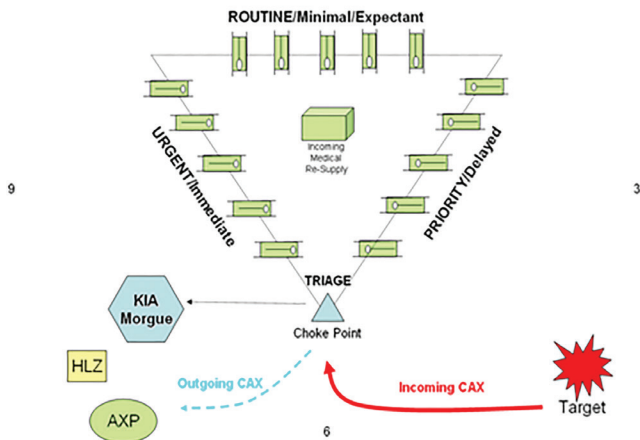 ROUTINE/Minimal/Expectant
URGENT/Immediate
Incoming
Medical
Re-Supply
PRIORITY/Delayed
9
3
TRIAGE
KIA
Morgue
Choke Point
HLZ
Outgoing CAX
Incoming CAX
AXP
Target
6